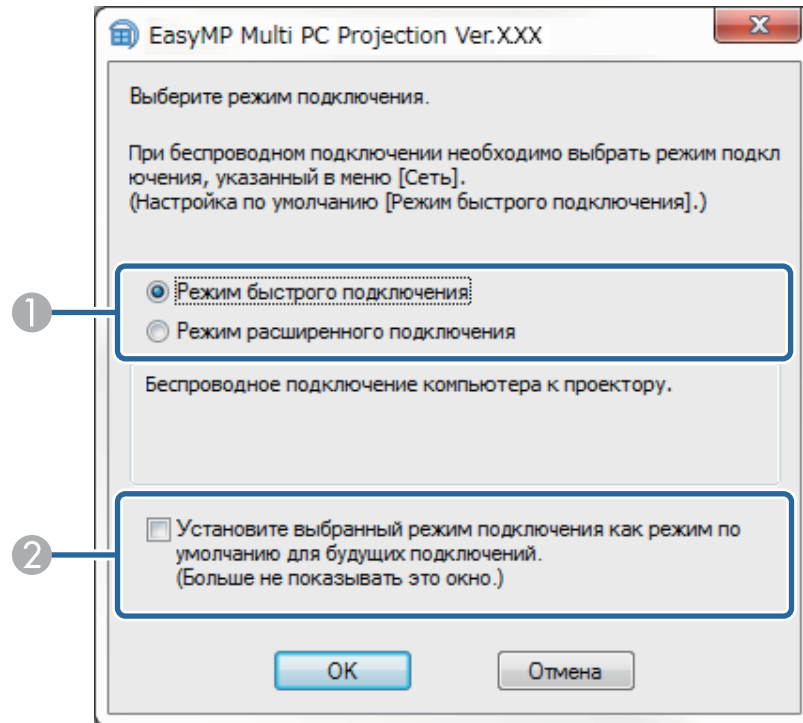 EasyMP Multi PC Projection Ver.X.XX
Выберите режим подключения.
При беспроводном подключении необходимо выбрать режим подкл
ючения, указанный в меню [Сеть].
(Настройка по умолчанию [Режим быстрого подключения].)
1
Режим быстрого подключения
Режим расширенного подключения
Беспроводное подключение компьютера к проектору.
2
Установите выбранный режим подключения как режим по
умолчанию для будущих подключений.
(Больше не показывать это окно.)
OK
Отмена